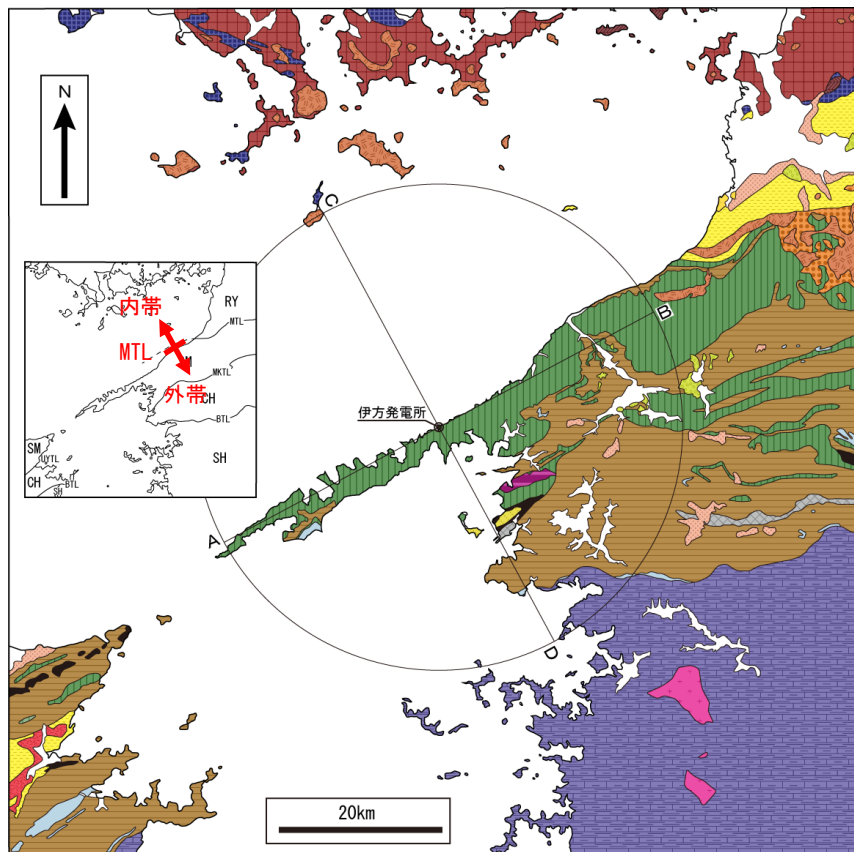 N
C
内帯
RY
MTL
MTL
M
MKTL
外帯
CH
BTL
SM
UYTL
CH
BTL
SH
SH
B
伊方発電所
A
D
20km